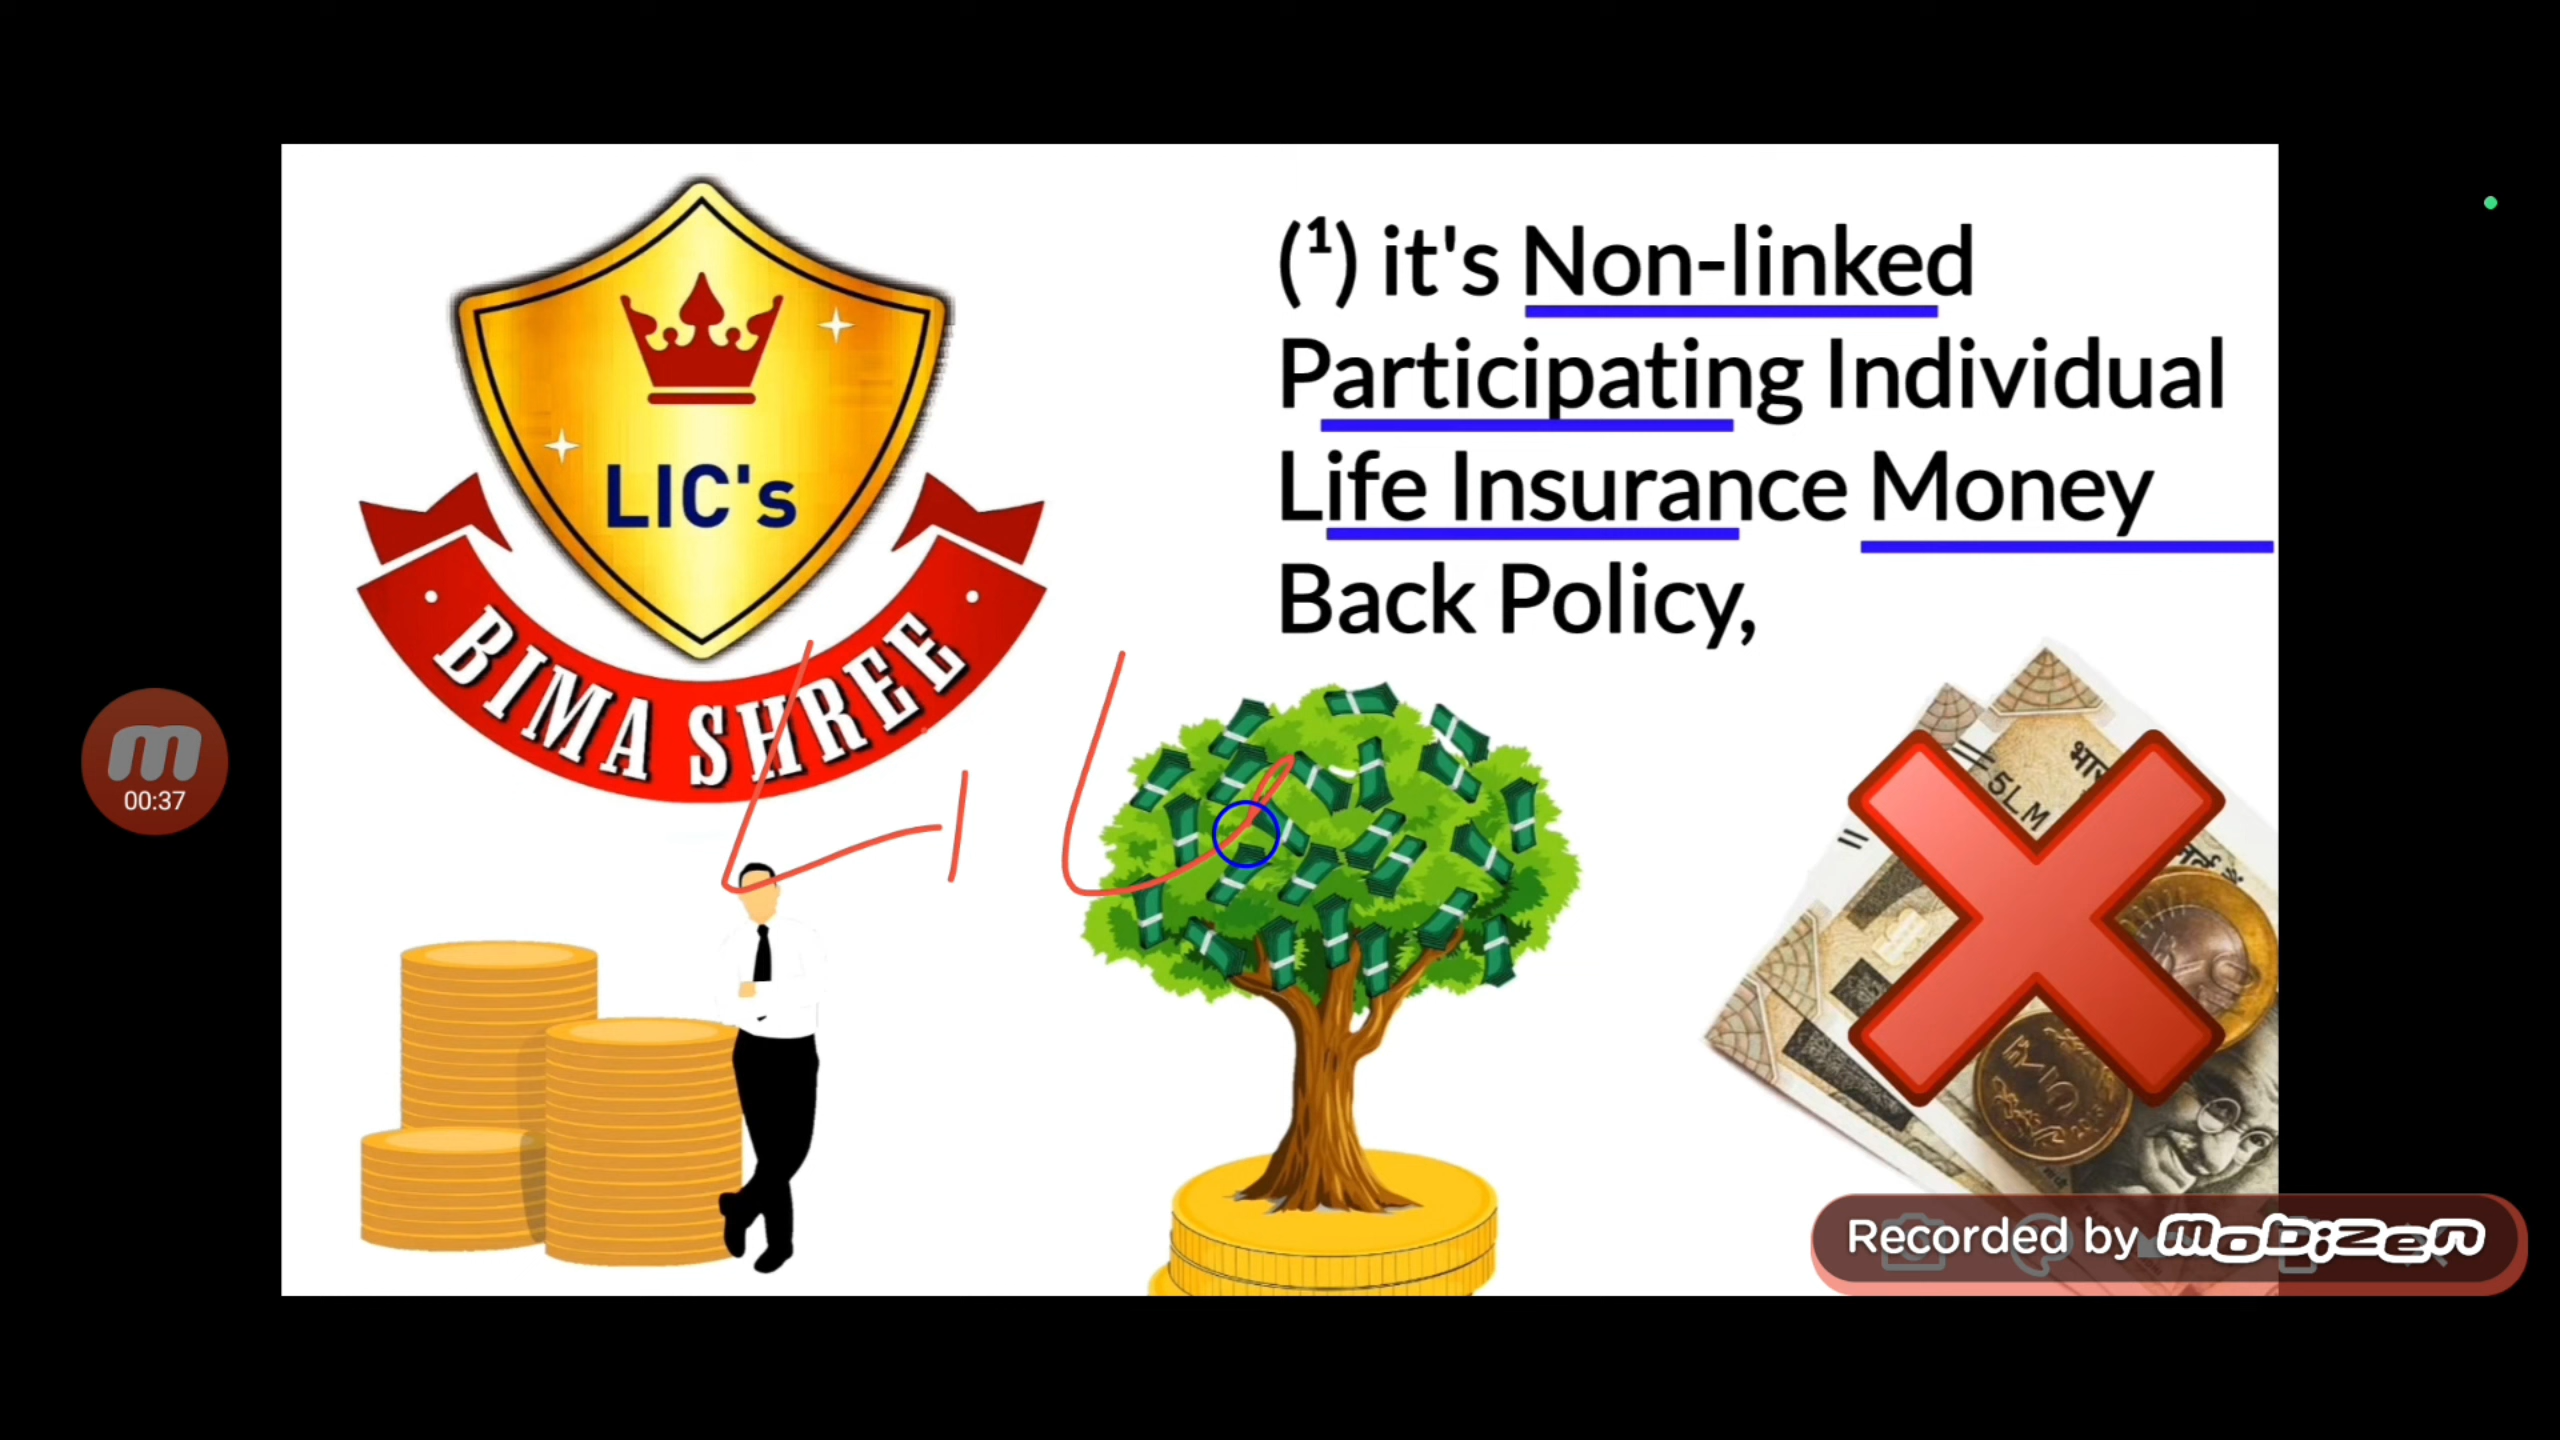 LIC's
BIMA SHREE
(¹) it's Non-linked
Participating Individual
Life Insurance Money
Back Policy,
5LM
00:37
Recorded by mobizen